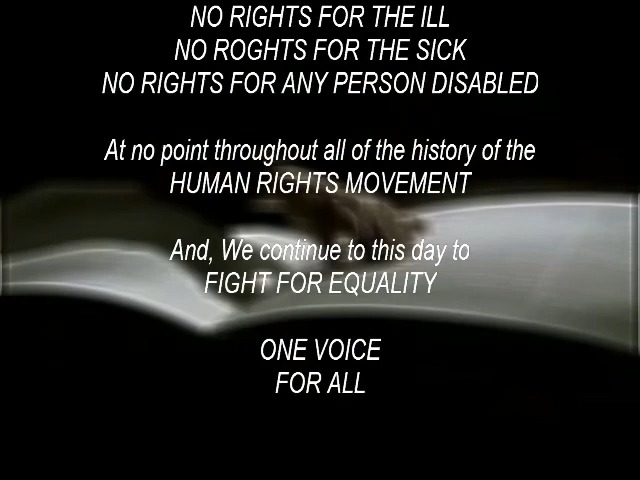 NO RIGHTS FOR THE ILL
NO ROGHTS FOR THE SICK
NO RIGHTS FOR ANY PERSON DISABLED
At no point throughout all of the history of the
HUMAN RIGHTS MOVEMENT
And, We continue to this day to
FIGHT FOR EQUALITY
ONE VOICE
FOR ALL